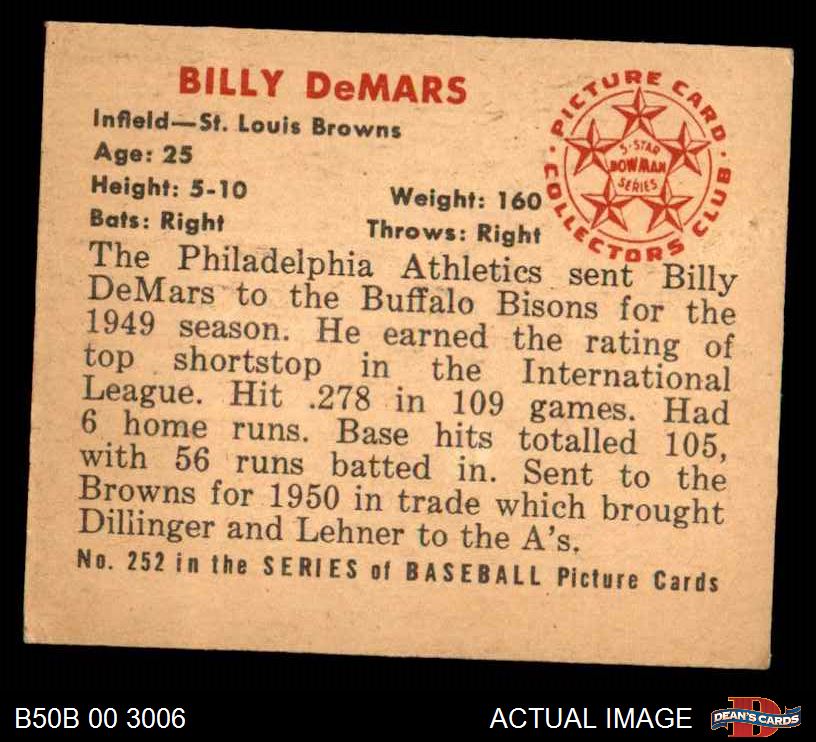 BILLY DeMARS
Infield—St. Louis Browns
Age: 25
Height: 5-10 Weight: 160
Bats: Right Throws: Right
PICTURE CARD
COLLECTORS CLUB
5-STAR
BOWMAN
SERIES
The Philadelphia Athletics sent Billy
DeMars to the Buffalo Bisons for the
1949 season. He earned the rating of
top shortstop in the International
League. Hit .278 in 109 games. Had
6 home runs. Base hits totalled 105,
with 56 runs batted in. Sent to the
Browns for 1950 in trade which brought
Dillinger and Lehner to the A's.
No. 252 in the SERIES of BASEBALL Picture Cards
B50B 00 3006 ACTUAL IMAGE
D
DEAN'S CARDS